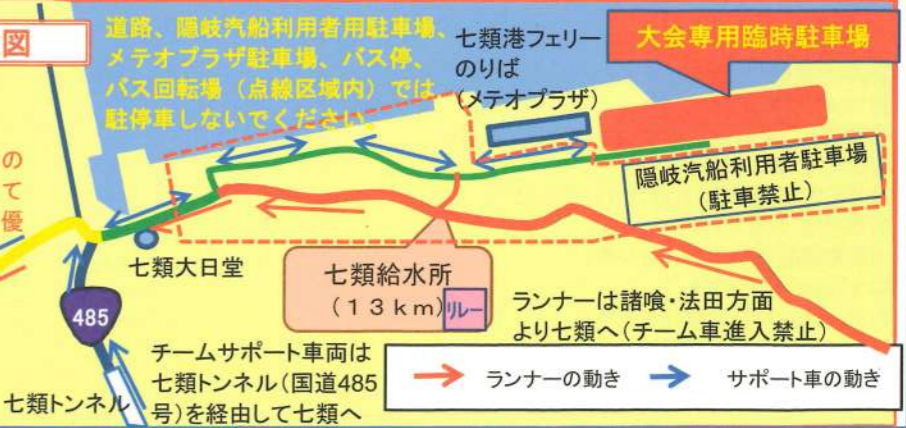 図
道路、隠岐汽船利用者用駐車場、
メテオプラザ駐車場、バス停、
バス回転場（点線区域内）では
駐停車しないでください。
七類港フェリー
のりば
（メテオプラザ）
大会専用臨時駐車場
の
て
優
隠岐汽船利用者駐車場
（駐車禁止）
七類大日堂
七類給水所
（１３ｋｍ）
リレー
485
ランナーは諸喰・法田方面
より七類へ（チーム車進入禁止）
チームサポート車両は
七類トンネル（国道485
号）を経由して七類へ
七類トンネル
ランナーの動き
サポート車の動き